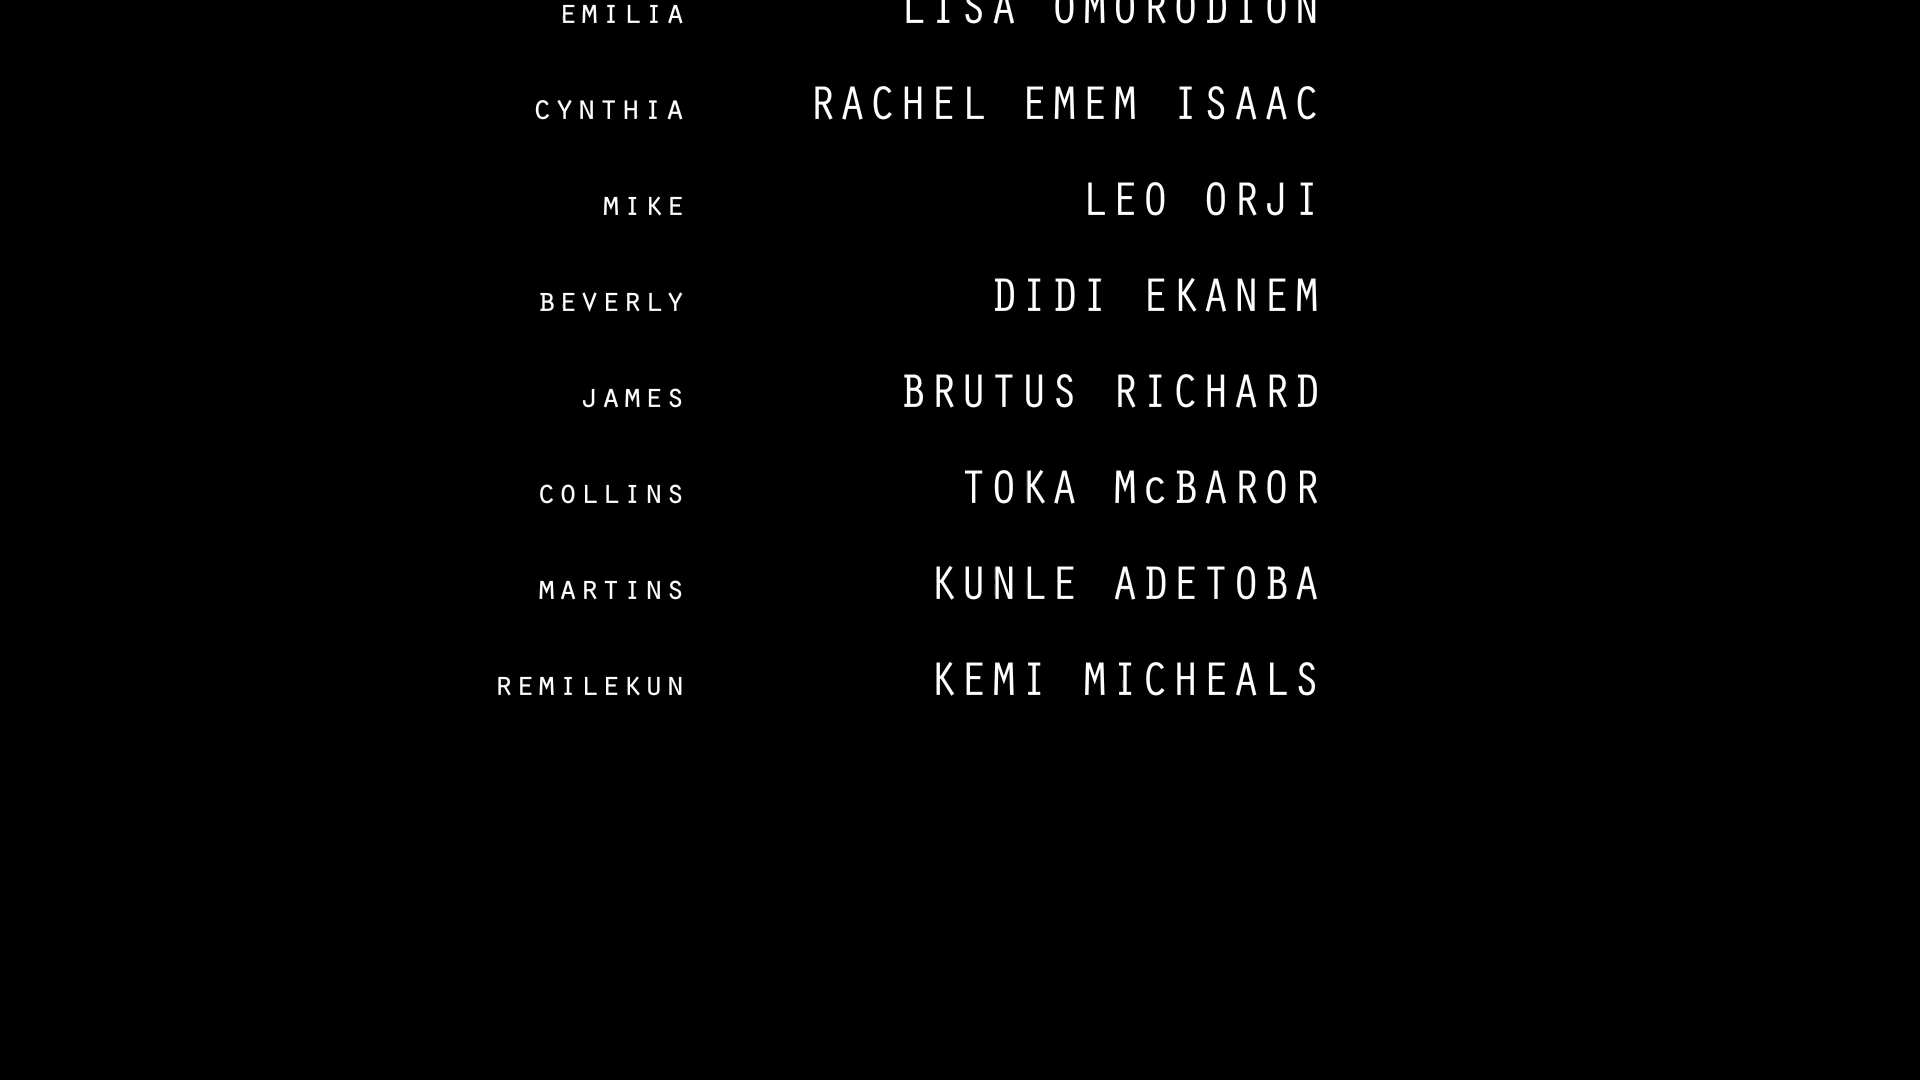 EMILIA LISA OMORODION
CYNTHIA RACHEL EMEM ISAAC
MIKE LEO ORJI
BEVERLY DIDI EKANEM
JAMES BRUTUS RICHARD
COLLINS TOKA McBAROR
MARTINS KUNLE ADETOBA
REMILEKUN KEMI MICHEALS